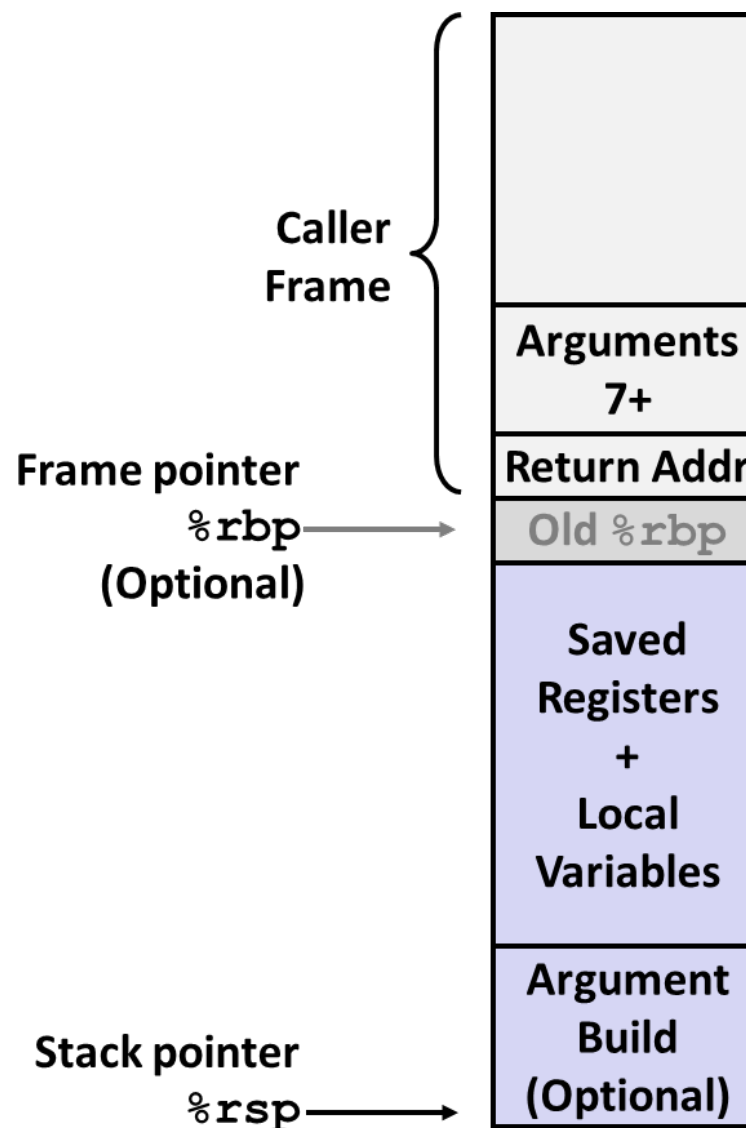 Caller
Frame
Arguments
7+
Return Addr
Frame pointer
%rbp
(Optional)
Old %rbp
Saved
Registers
+
Local
Variables
Argument
Build
(Optional)
Stack pointer
%rsp